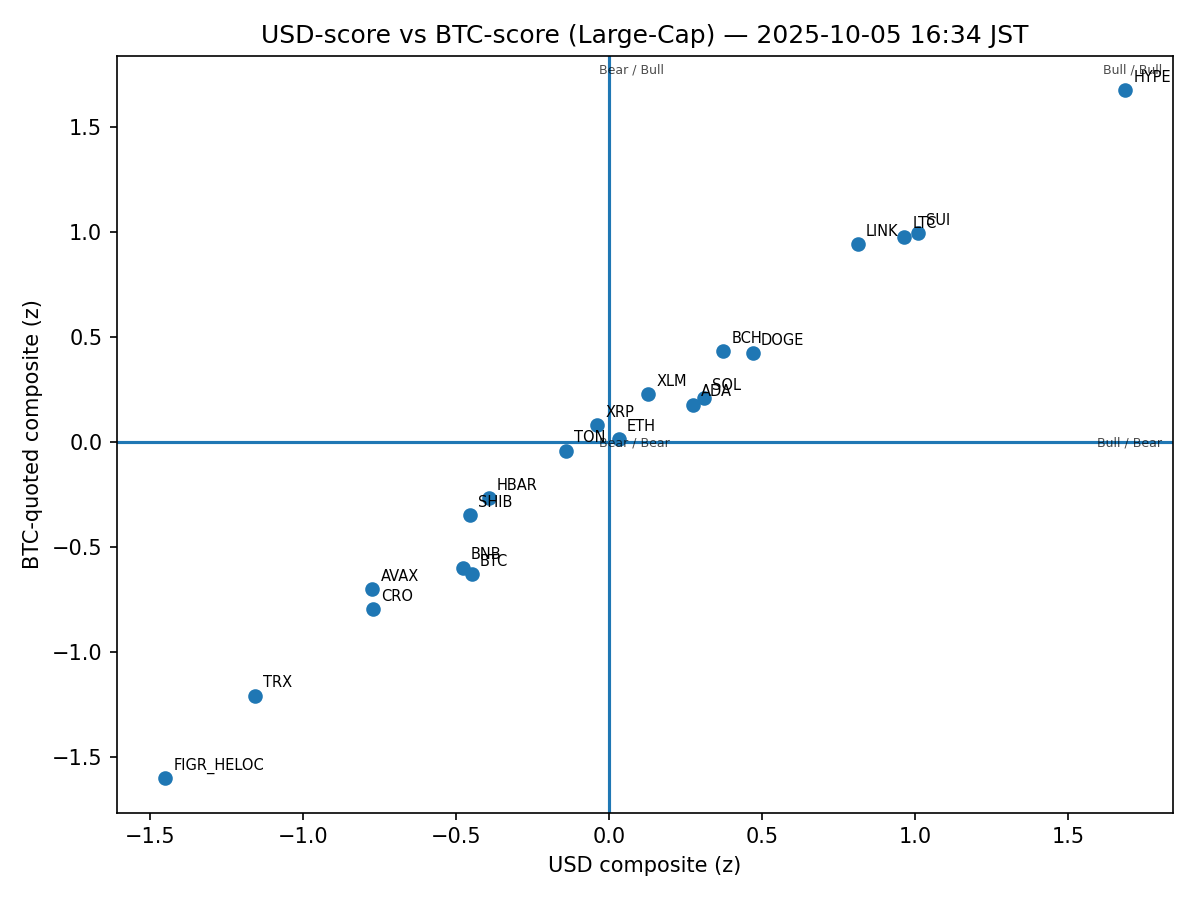 USD-score vs BTC-score (Large-Cap) — 2025-10-05 16:34 JST
Bear / Bull
Bull / Bull
HYPE
1.5
SUI
LTC
LINK
1.0
BCH
DOGE
0.5
XLM
SOL
ADA
XRP
ETH
TON
Bear / Bear
Bull / Bear
0.0
HBAR
SHIB
−0.5
BNB
BTC
AVAX
CRO
−1.0
TRX
−1.5
FIGR_HELOC
BTC-quoted composite (z)
−1.5
−1.0
−0.5
0.0
0.5
1.0
1.5
USD composite (z)